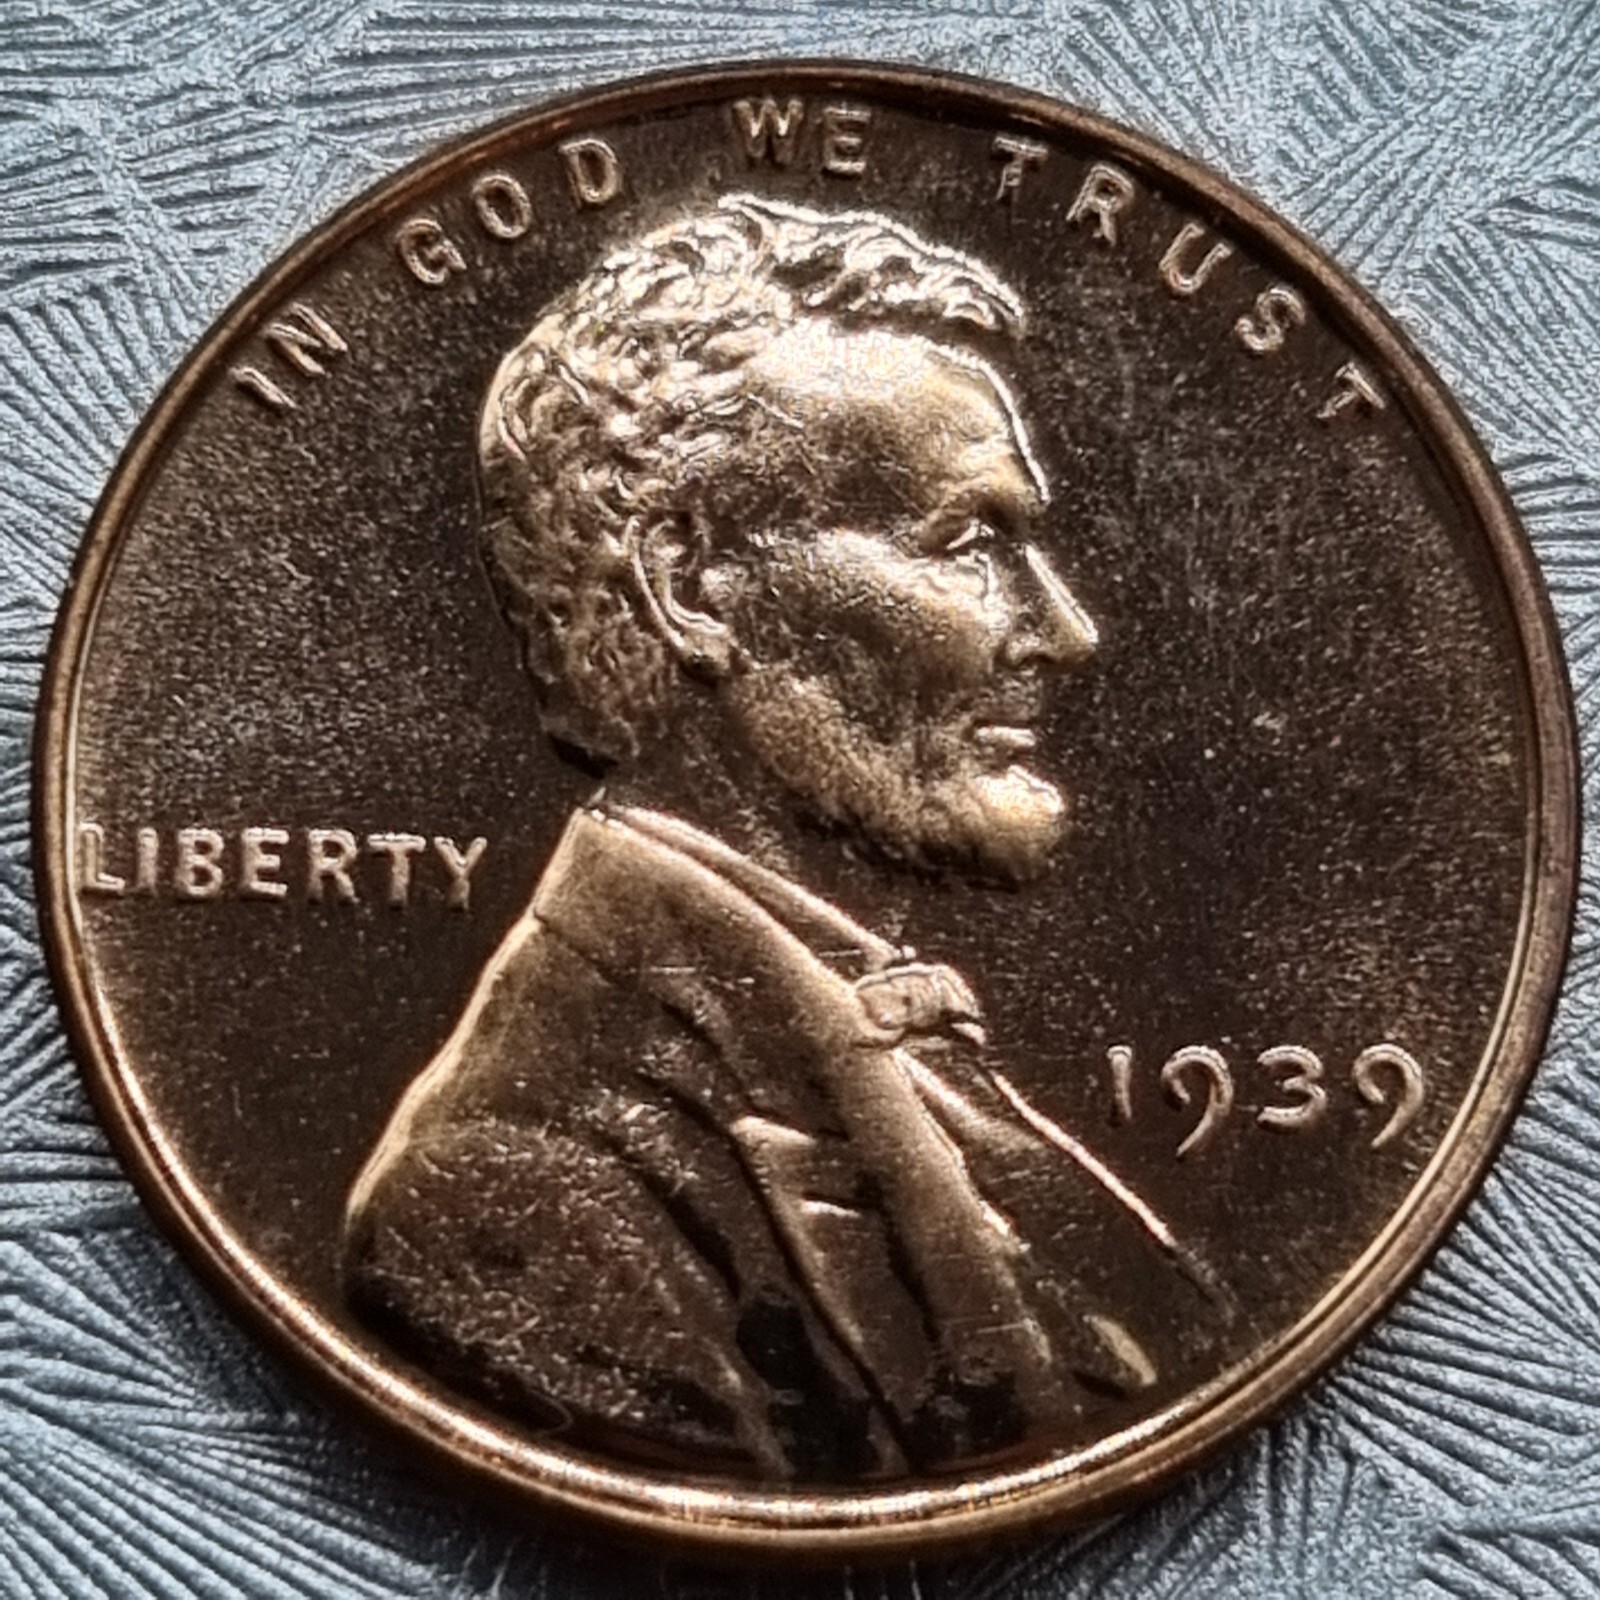 IN GOD WE TRUST
LIBERTY
1939